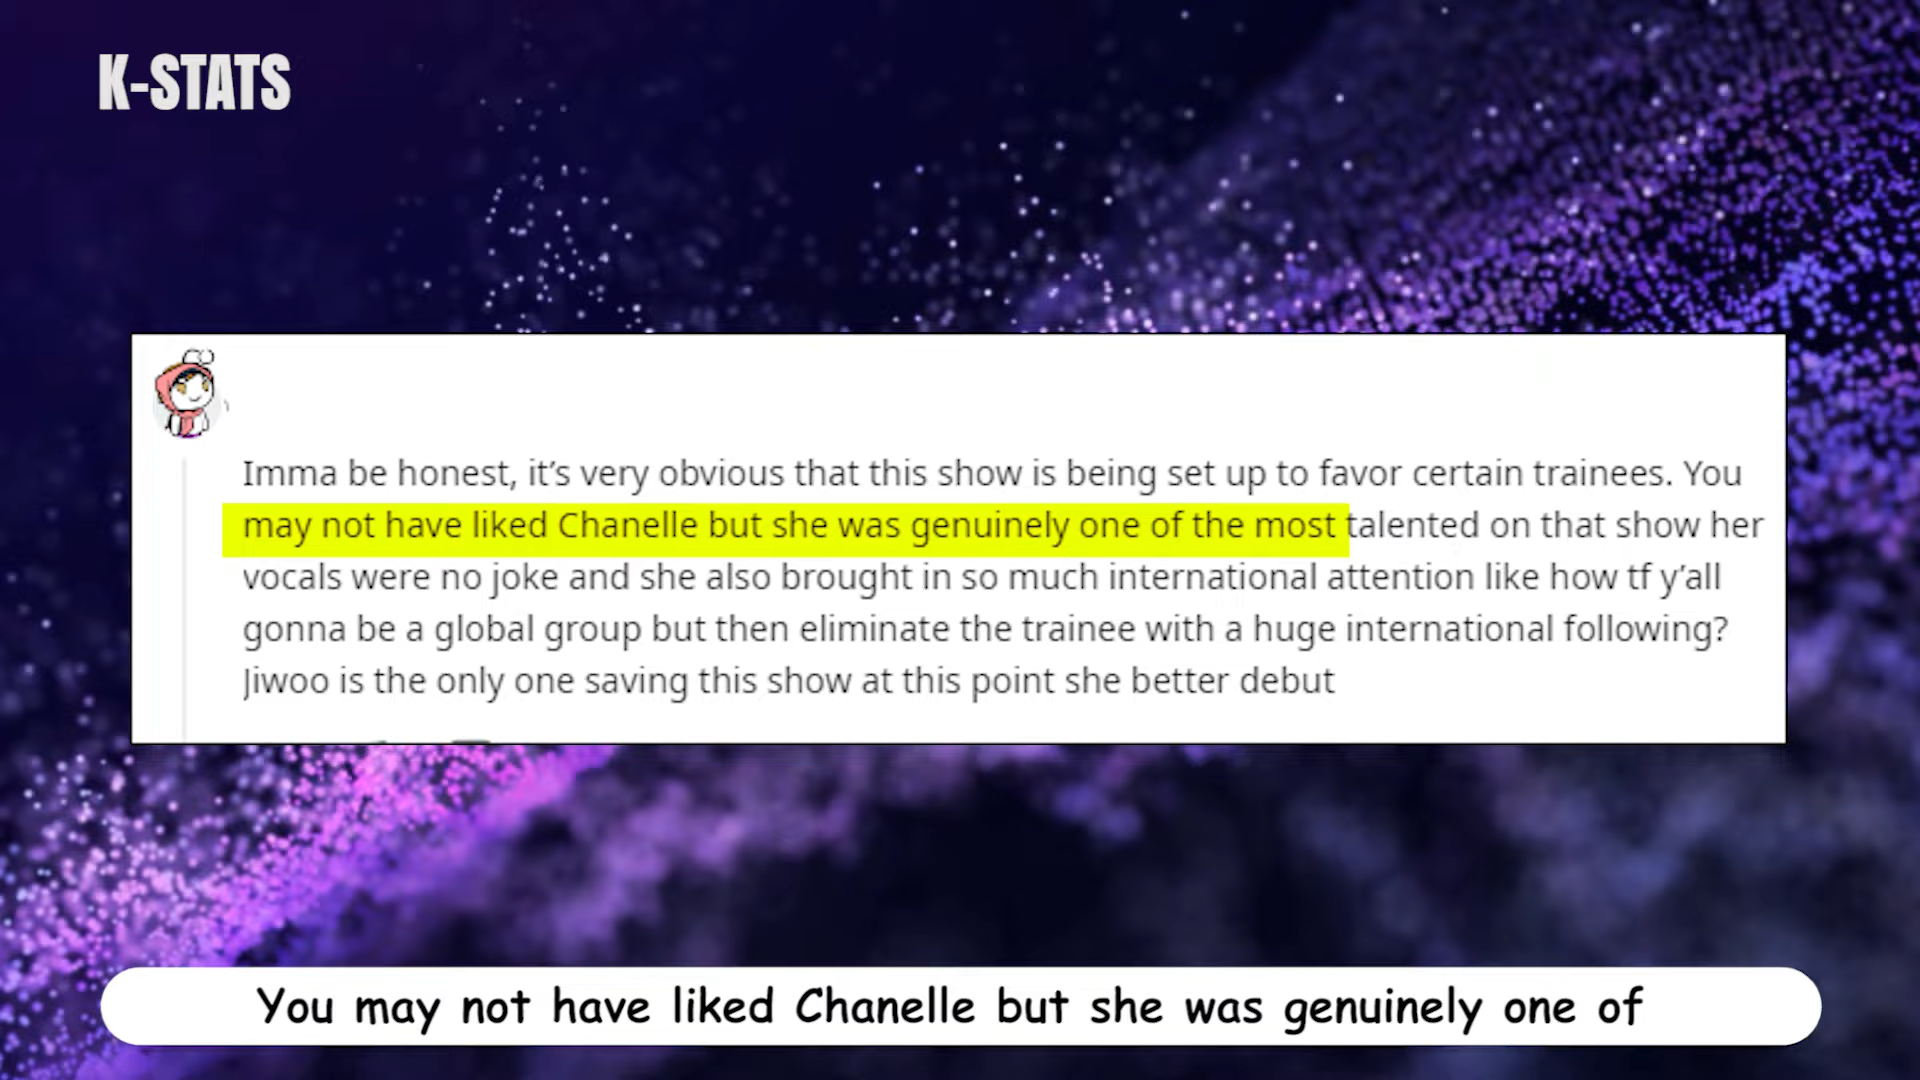 K-STATS
Imma be honest, it’s very obvious that this show is being set up to favor certain trainees. You
may not have liked Chanelle but she was genuinely one of the most talented on that show her
vocals were no joke and she also brought in so much international attention like how tf y’all
gonna be a global group but then eliminate the trainee with a huge international following?
Jiwoo is the only one saving this show at this point she better debut
You may not have liked Chanelle but she was genuinely one of